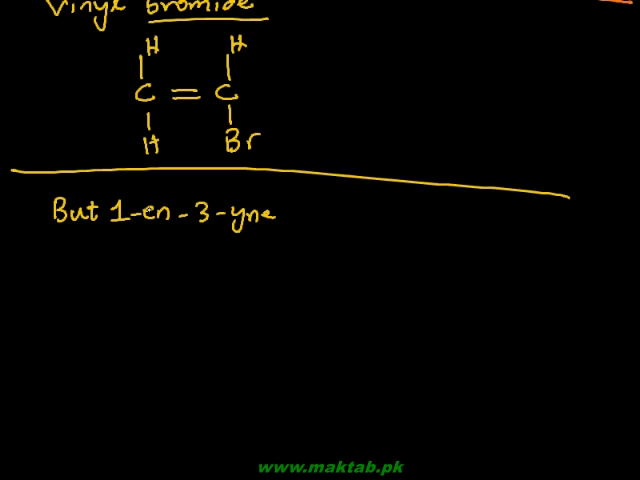 Vinyl bromide
H H
C = C
H Br
But 1-en-3-yne
www.maktab.pk